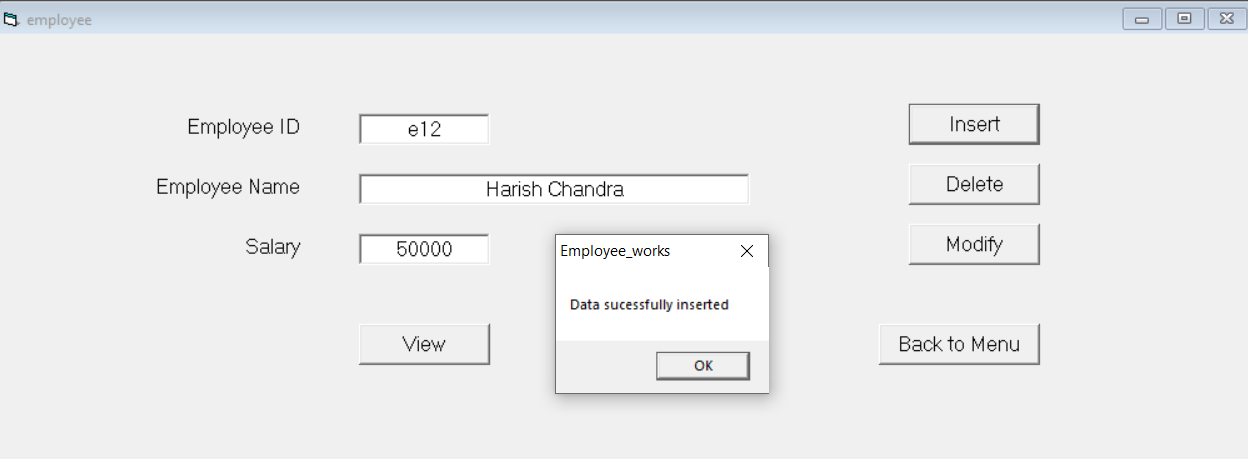 employee
Employee ID
e12
Insert
Employee Name
Harish Chandra
Delete
Salary
50000
Modify
Employee_works
Data sucessfully inserted
OK
View
Back to Menu